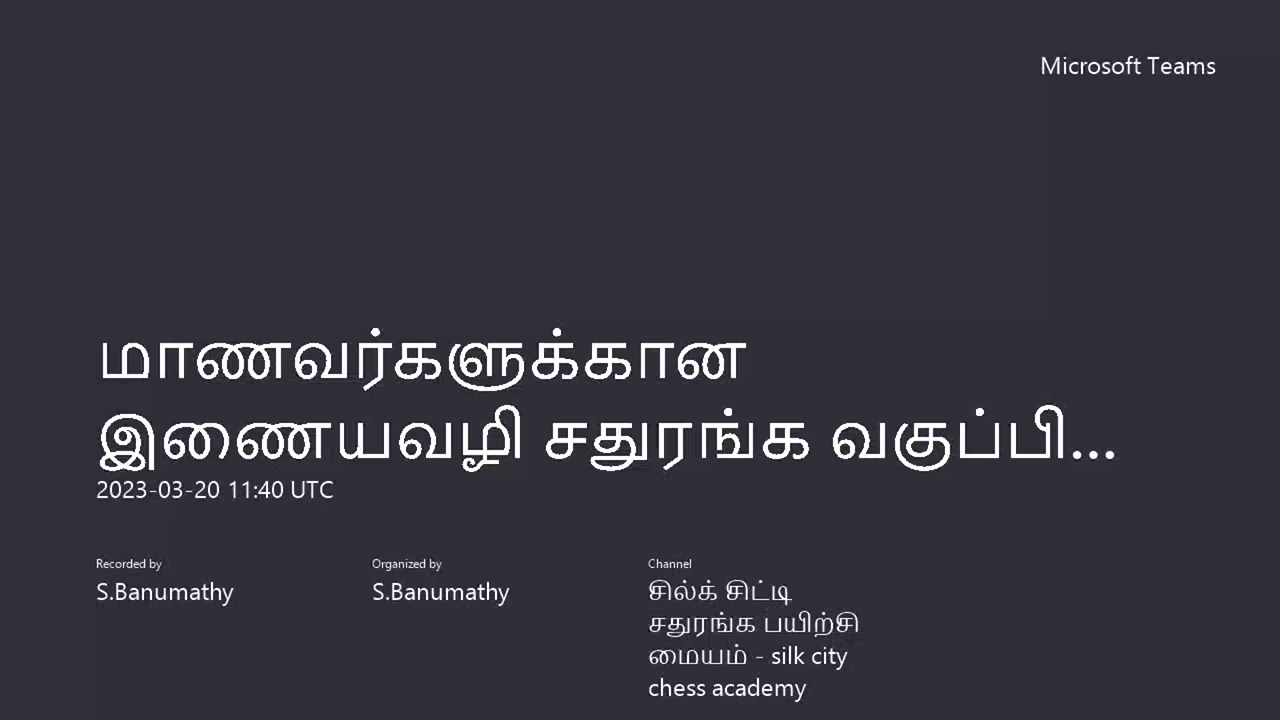 Microsoft Teams
மாணவர்களுக்கான
இணையவழி சதுரங்க வகுப்பி...
2023-03-20 11:40 UTC
Recorded by
S.Banumathy
Organized by
S.Banumathy
Channel
சில்க் சிட்டி
சதுரங்க பயிற்சி
மையம் - silk city
chess academy